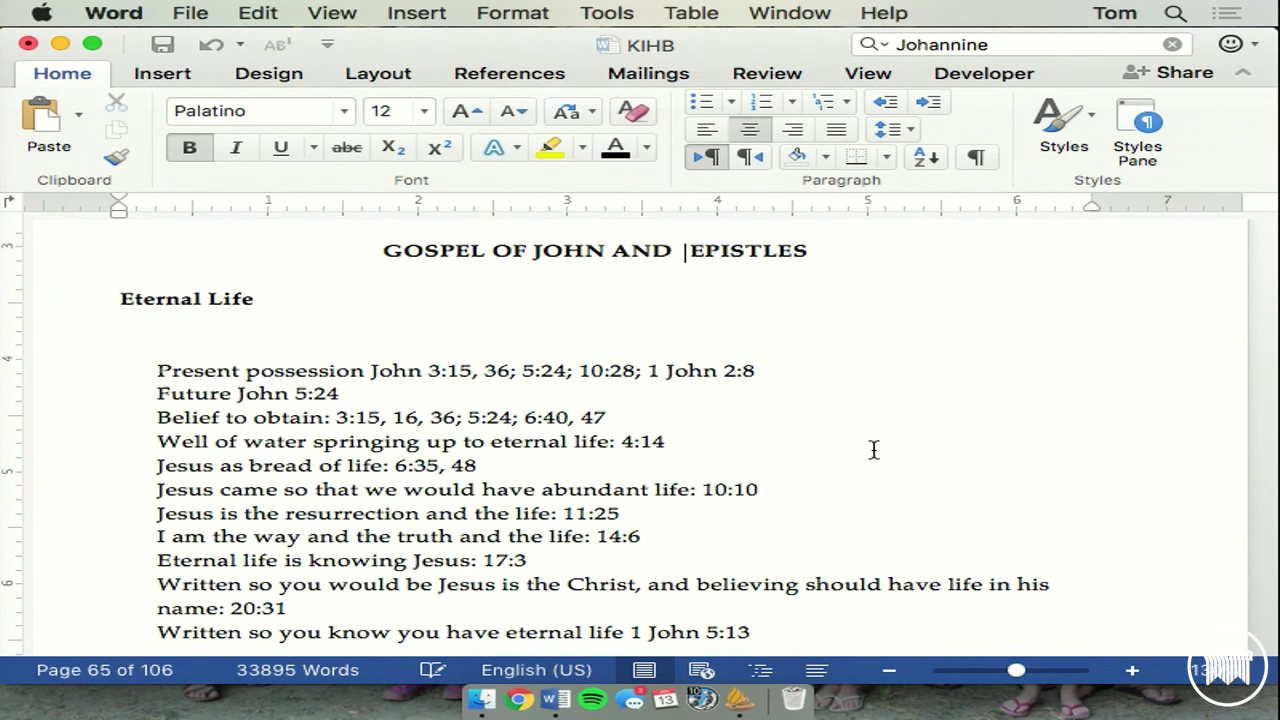 Word File Edit View Insert Format Tools Table Window Help Tom
KIHB Johannine
Home Insert Design Layout References Mailings Review View Developer Share
Palatino 12
Paste
Styles Styles Pane
Clipboard Font Paragraph Styles
1 2 3 4 5 6 7
GOSPEL OF JOHN AND EPISTLES
Eternal Life
Present possession John 3:15, 36; 5:24; 10:28; 1 John 2:8
Future John 5:24
Belief to obtain: 3:15, 16, 36; 5:24; 6:40, 47
Well of water springing up to eternal life: 4:14
Jesus as bread of life: 6:35, 48
Jesus came so that we would have abundant life: 10:10
Jesus is the resurrection and the life: 11:25
I am the way and the truth and the life: 14:6
Eternal life is knowing Jesus: 17:3
Written so you would be Jesus is the Christ, and believing should have life in his
name: 20:31
Written so you know you have eternal life 1 John 5:13
Page 65 of 106 33895 Words English (US)